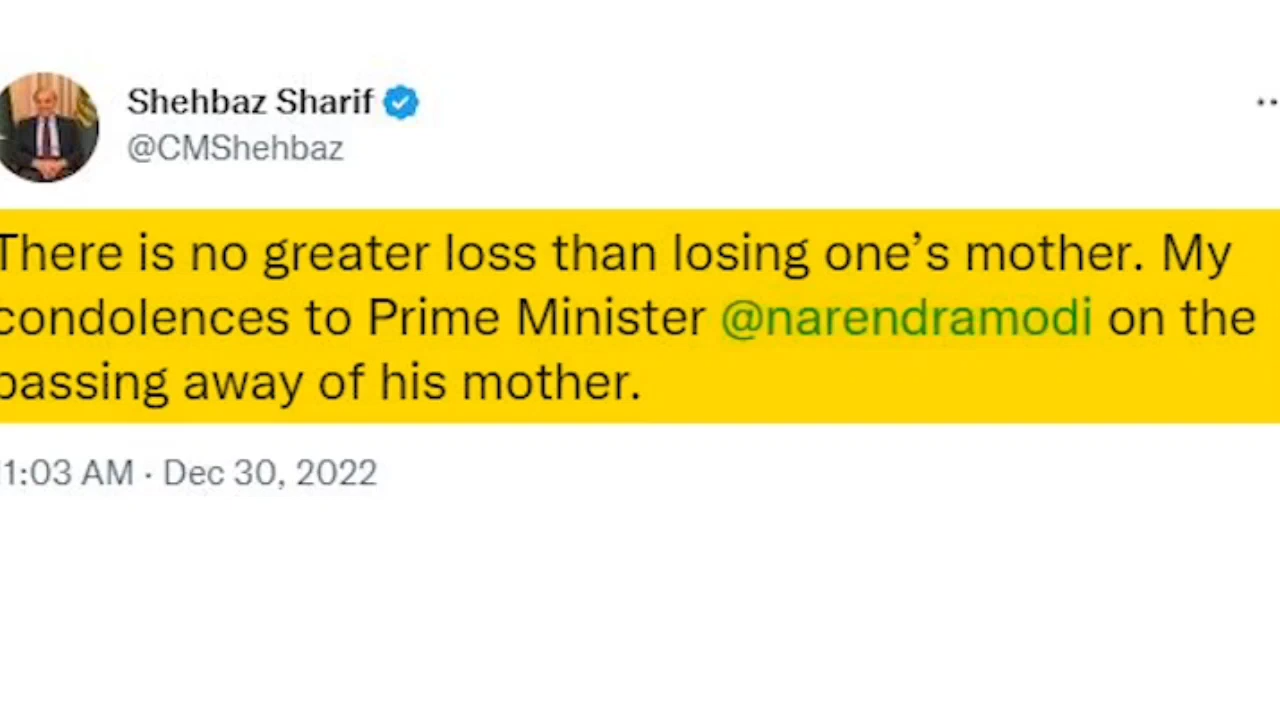 Shehbaz Sharif
@CMShehbaz
There is no greater loss than losing one’s mother. My
condolences to Prime Minister @narendramodi on the
passing away of his mother.
11:03 AM · Dec 30, 2022